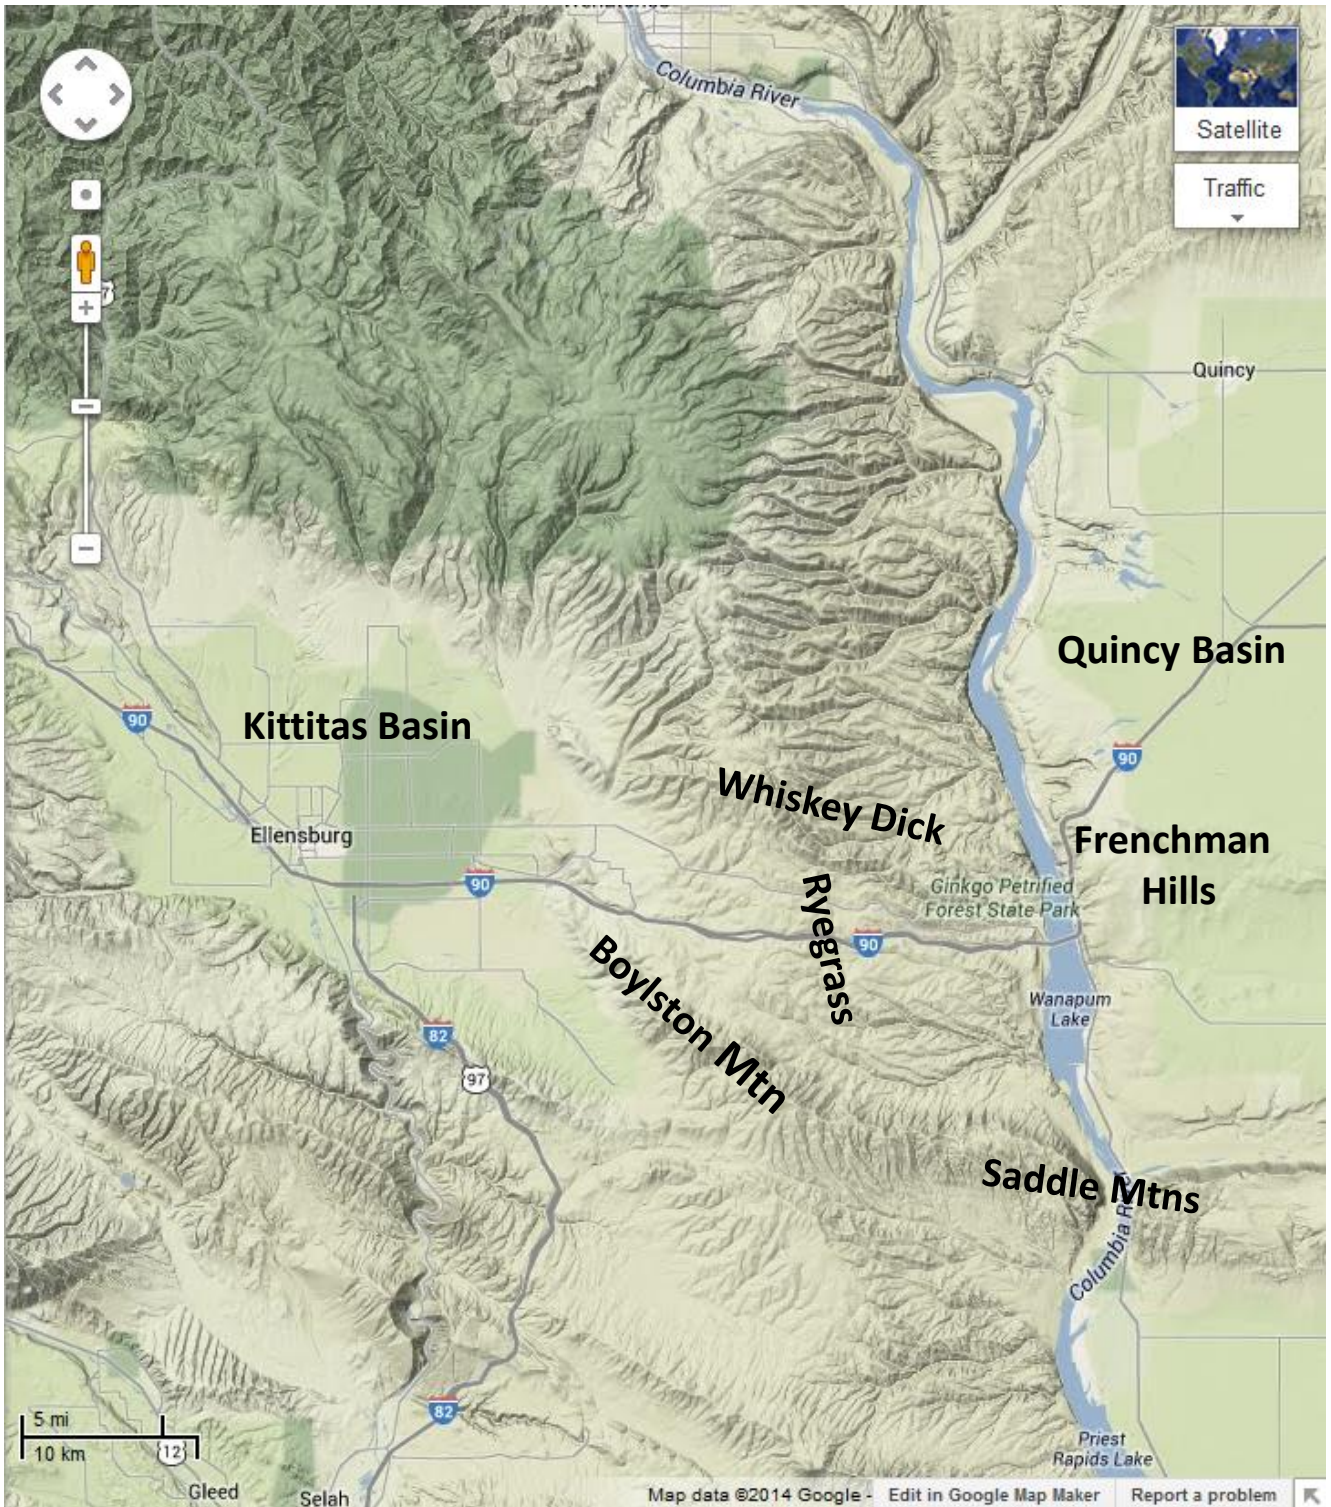 Columbia River
Satellite
Traffic
7
Quincy
Quincy Basin
90
Kittitas Basin
90
Whiskey Dick
Ellensburg
Frenchman
Hills
90
Ryegrass
Ginkgo Petrified
Forest State Park
90
Boylston Mtn
Wanapum
Lake
82
97
Saddle Mtns
Columbia River
82
5 mi
10 km
12
Priest
Rapids Lake
Gleed
Selah
Map data ©2014 Google - Edit in Google Map Maker Report a problem